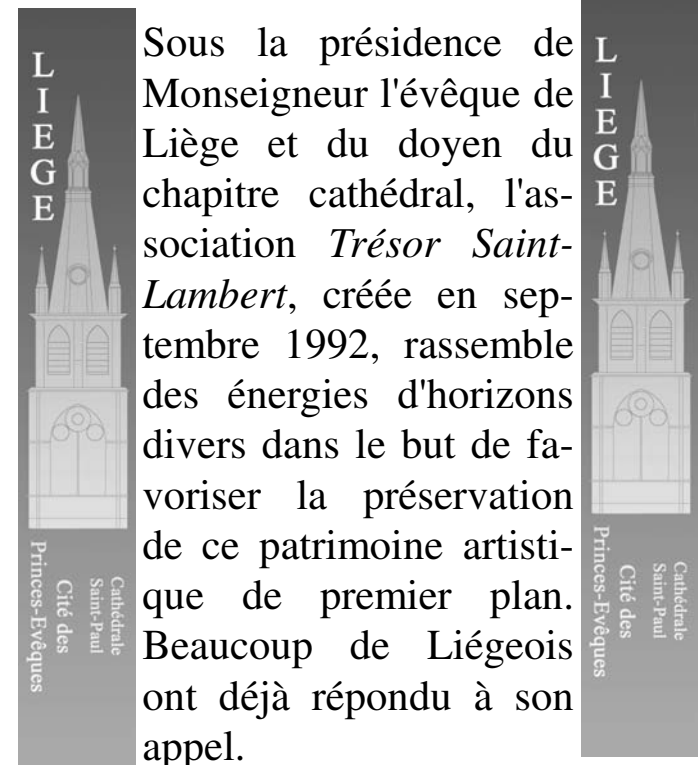 L
I
E
G
E
Cathédrale
Saint-Paul
Cité des
Princes-Evêques
Sous la présidence de
Monseigneur l'évêque de
Liège et du doyen du
chapitre cathédral, l'as-
sociation Trésor Saint-
Lambert, créée en sep-
tembre 1992, rassemble
des énergies d'horizons
divers dans le but de fa-
voriser la préservation
de ce patrimoine artisti-
que de premier plan.
Beaucoup de Liégeois
ont déjà répondu à son
appel.
L
I
E
G
E
Cathédrale
Saint-Paul
Cité des
Princes-Evêques